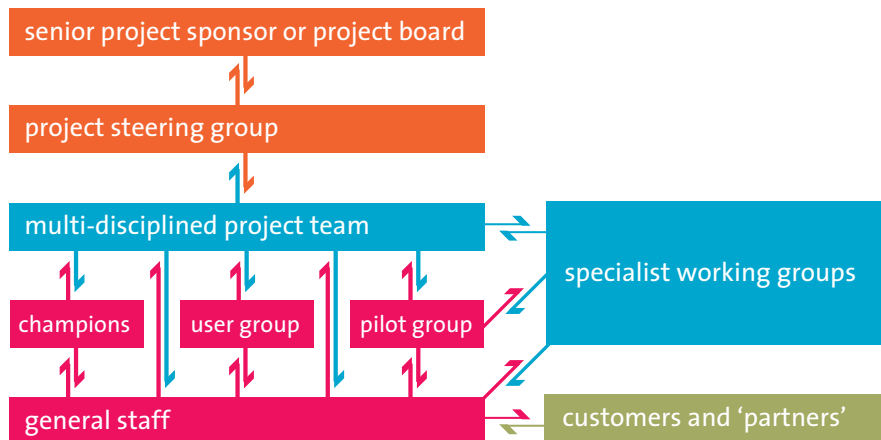 senior project sponsor or project board
project steering group
multi-disciplined project team
specialist working groups
champions
user group
pilot group
general staff
customers and ‘partners’